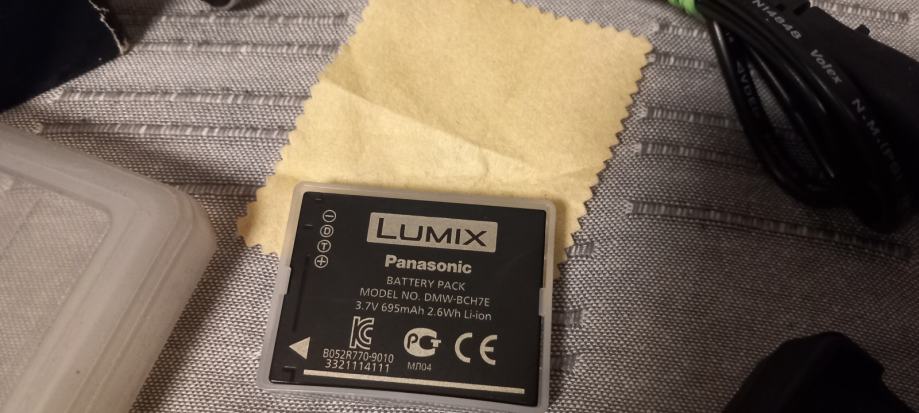 LUMIX
Panasonic
BATTERY PACK
MODEL NO. DMW-BCH7E
3.7V 695mAh 2.6Wh Li-ion
D
T
B052R770-9010
3321114111
МЛ04
CE
Volex